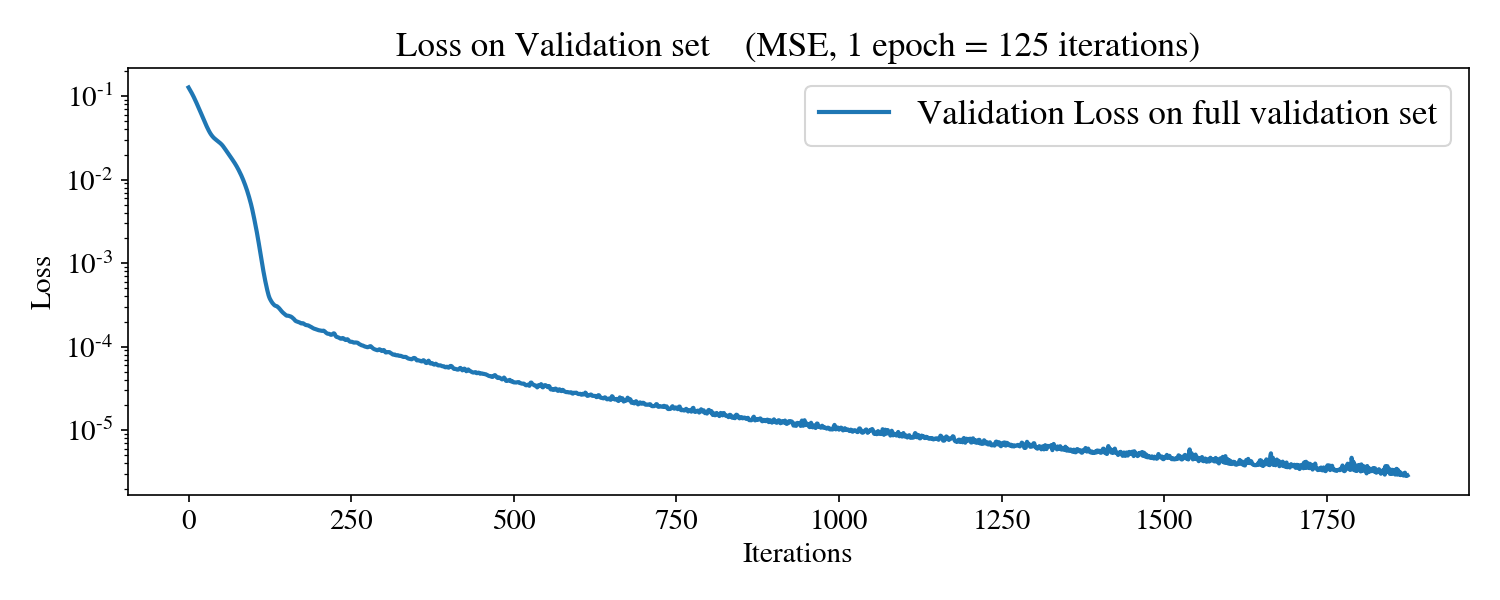 Loss on Validation set (MSE, 1 epoch = 125 iterations)
Validation Loss on full validation set
Loss
10-1
10-2
10-3
10-4
10-5
0 250 500 750 1000 1250 1500 1750
Iterations